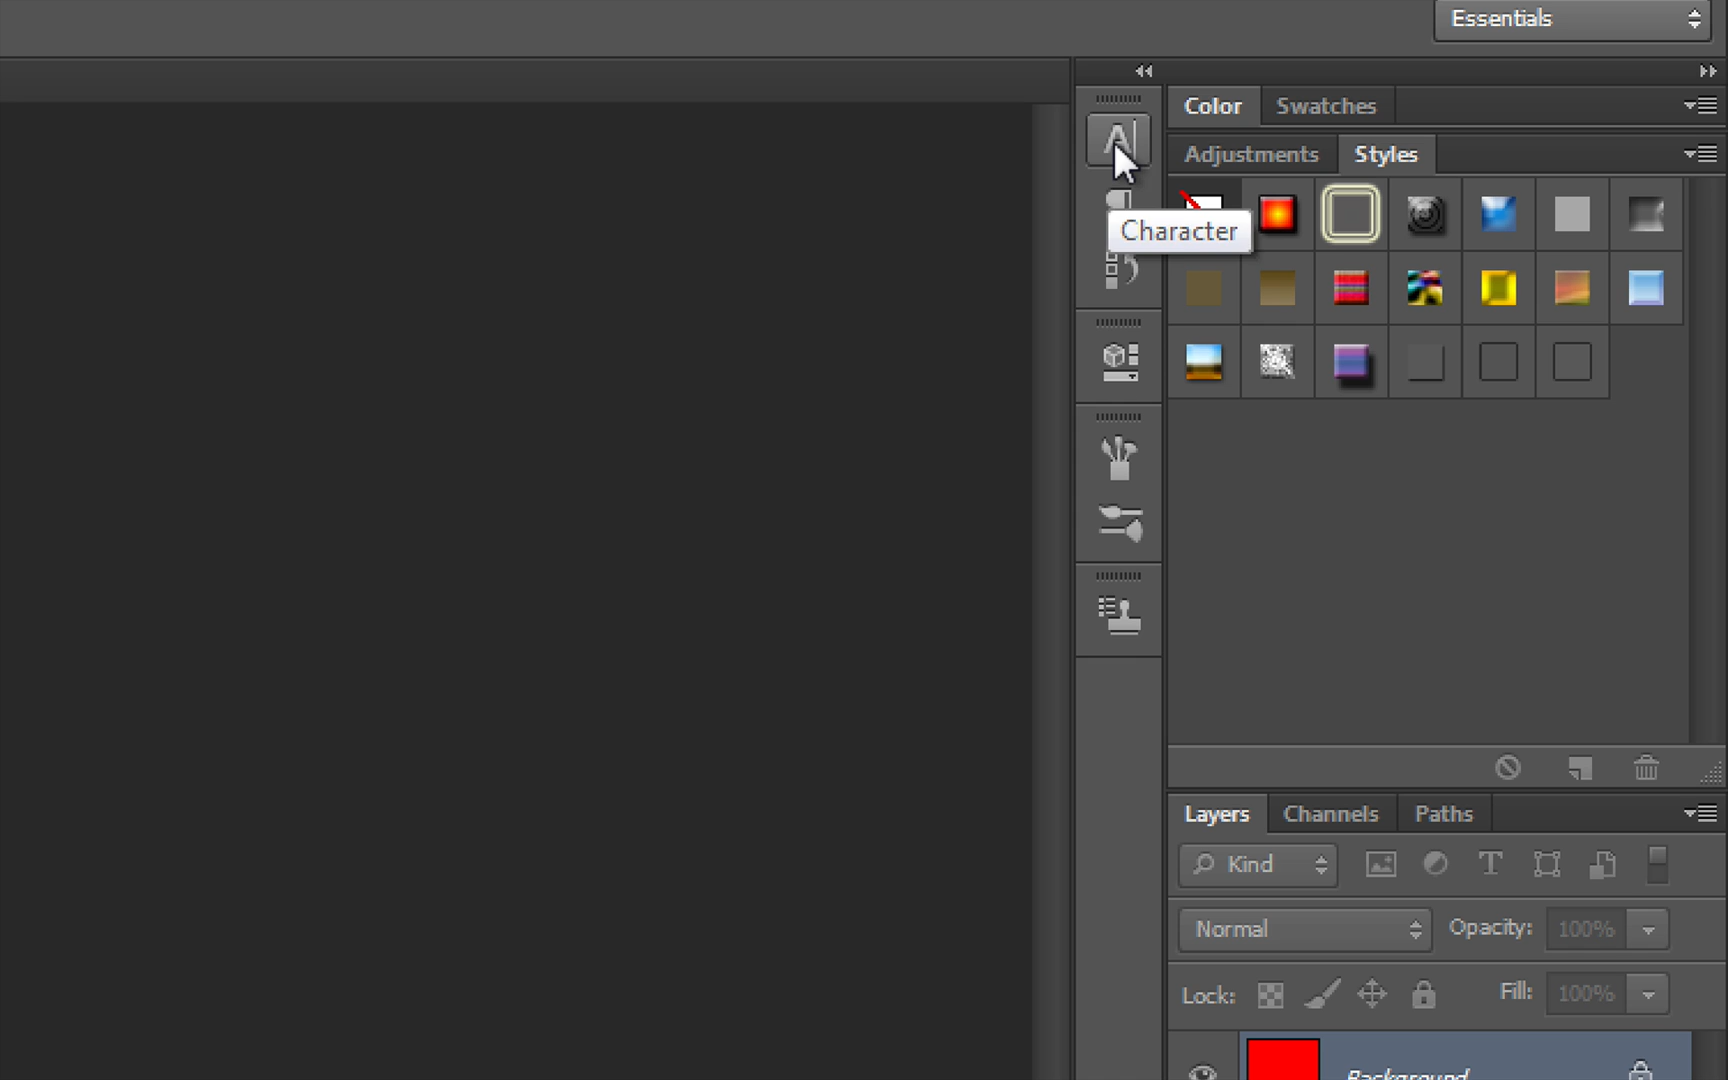 Essentials
Color Swatches
Adjustments Styles
Character
Layers Channels Paths
Kind
Normal Opacity: 100%
Lock: Fill: 100%
Background